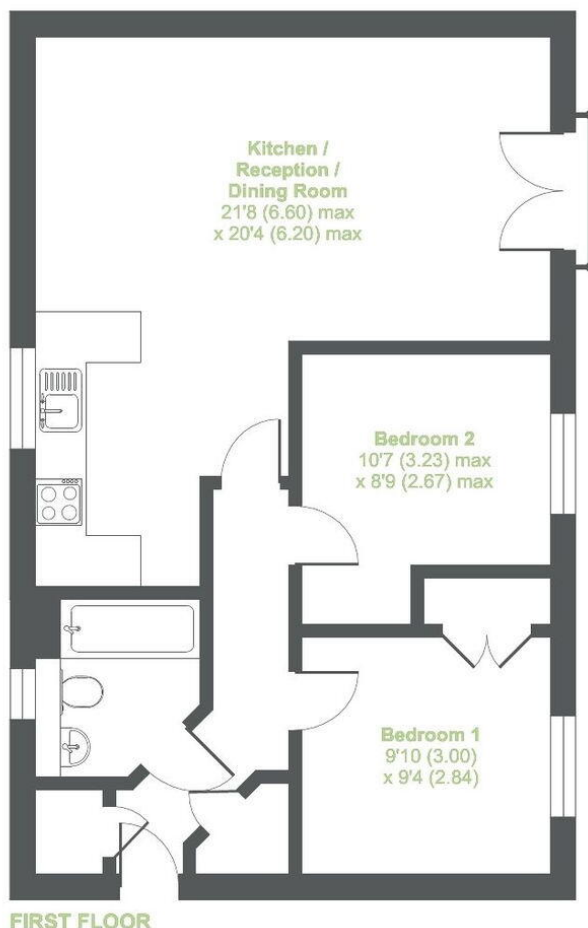 Kitchen /
Reception /
Dining Room
21'8 (6.60) max
x 20'4 (6.20) max
Bedroom 2
10'7 (3.23) max
x 8'9 (2.67) max
Bedroom 1
9'10 (3.00)
x 9'4 (2.84)
FIRST FLOOR